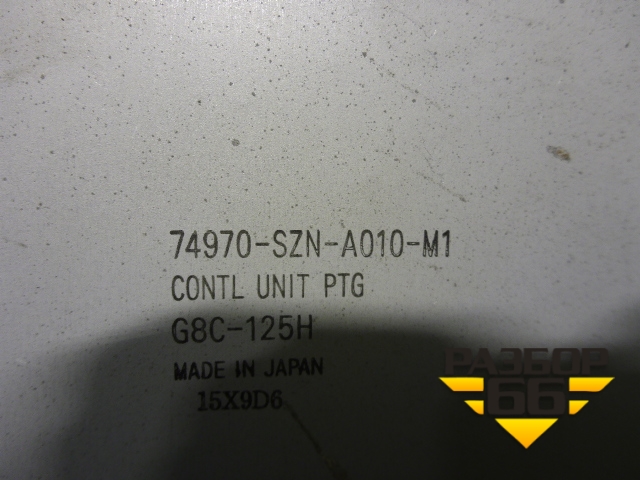 74970-SZN-A010-M1
CONTL UNIT PTG
G8C-125H
MADE IN JAPAN
15X9D6
РАЗБОР
66